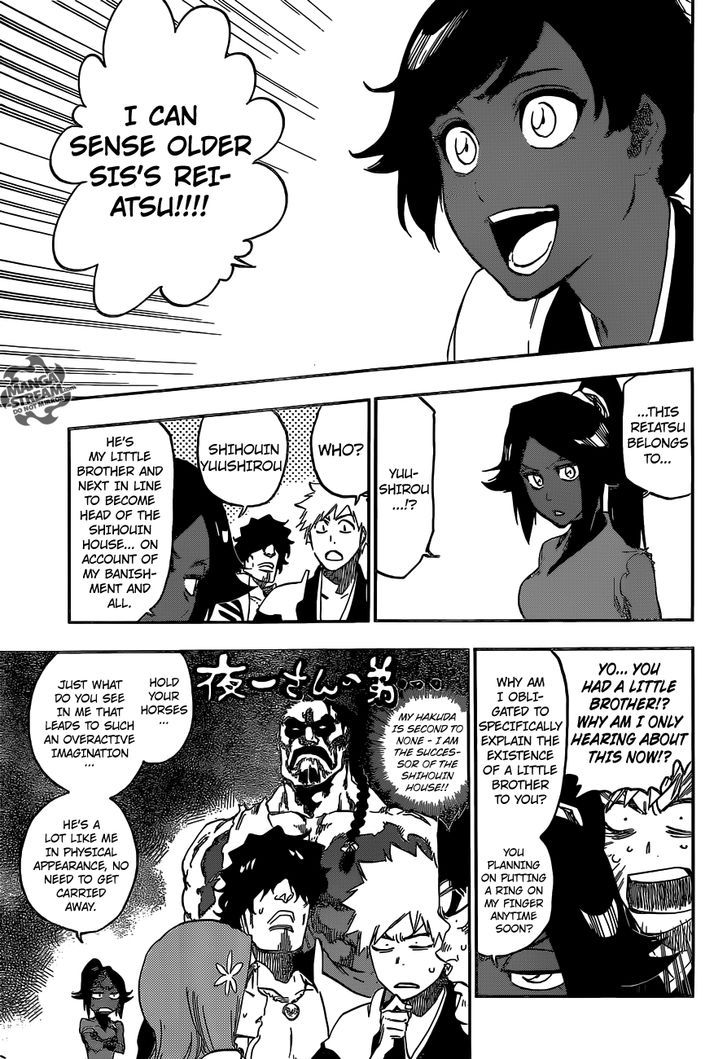 I CAN
SENSE OLDER
SIS'S REI-
ATSU!!!!
MANGA
STREAM.com
DO NOT MIRROR
...THIS
REIATSU
BELONGS
TO...
YUU-
SHIROU
...!?
WHO?
SHIHOUIN
YUUSHIROU
HE'S
MY LITTLE
BROTHER AND
NEXT IN LINE
TO BECOME
HEAD OF THE
SHIHOUIN
HOUSE... ON
ACCOUNT OF
MY BANISH-
MENT AND
ALL.
YO... YOU
HAD A LITTLE
BROTHER!?
WHY AM I ONLY
HEARING ABOUT
THIS NOW!?
WHY AM
I OBLI-
GATED TO
SPECIFICALLY
EXPLAIN THE
EXISTENCE
OF A LITTLE
BROTHER
TO YOU?
YOU
PLANNING
ON PUTTING
A RING ON
MY FINGER
ANYTIME
SOON?
夜一さんの弟...
MY HAKUDA
IS SECOND TO
NONE - I AM
THE SUCCES-
SOR OF THE
SHIHOUIN
HOUSE!!
HOLD
YOUR
HORSES
...
JUST WHAT
DO YOU SEE
IN ME THAT
LEADS TO SUCH
AN OVERACTIVE
IMAGINATION
...
HE'S A
LOT LIKE ME
IN PHYSICAL
APPEARANCE, NO
NEED TO GET
CARRIED
AWAY.